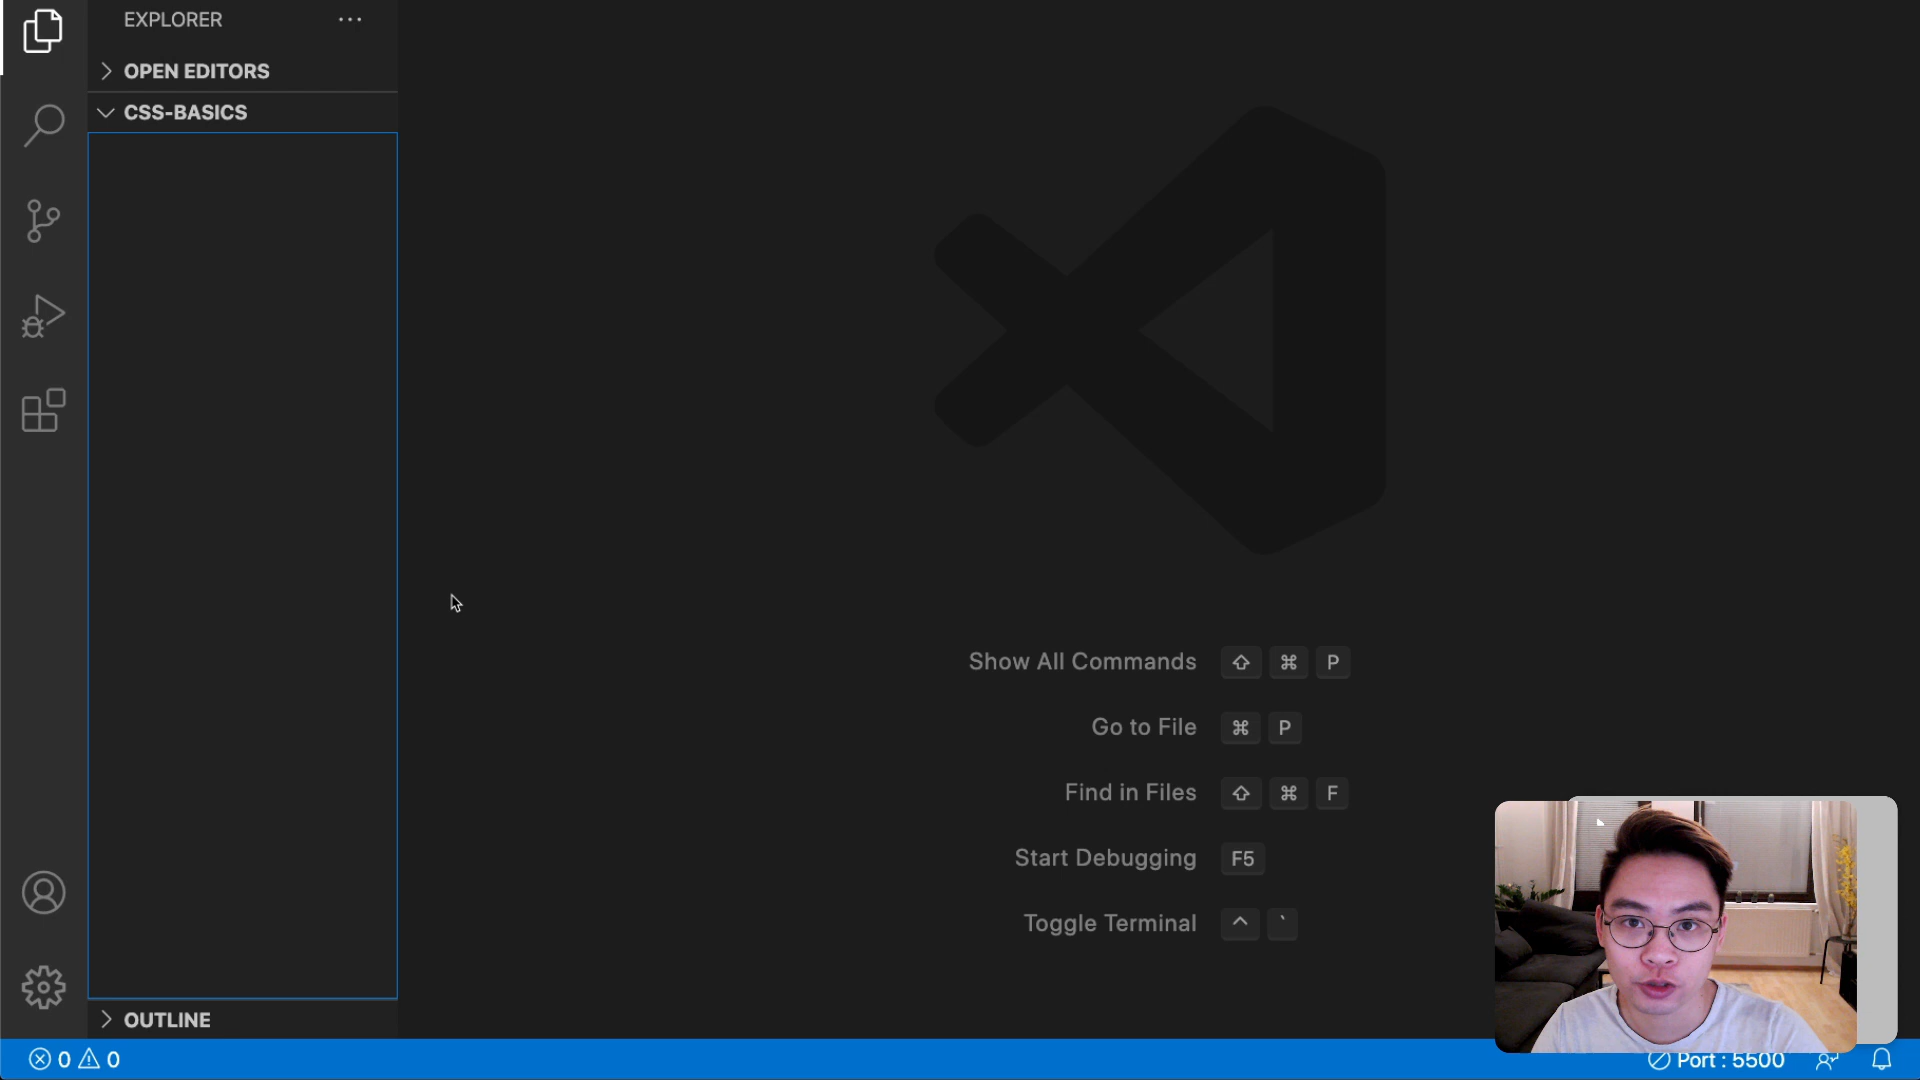 EXPLORER
OPEN EDITORS
CSS-BASICS
Show All Commands ⇧ ⌘ P
Go to File ⌘ P
Find in Files ⇧ ⌘ F
Start Debugging F5
Toggle Terminal ^ `
OUTLINE
0 0
Port : 5500